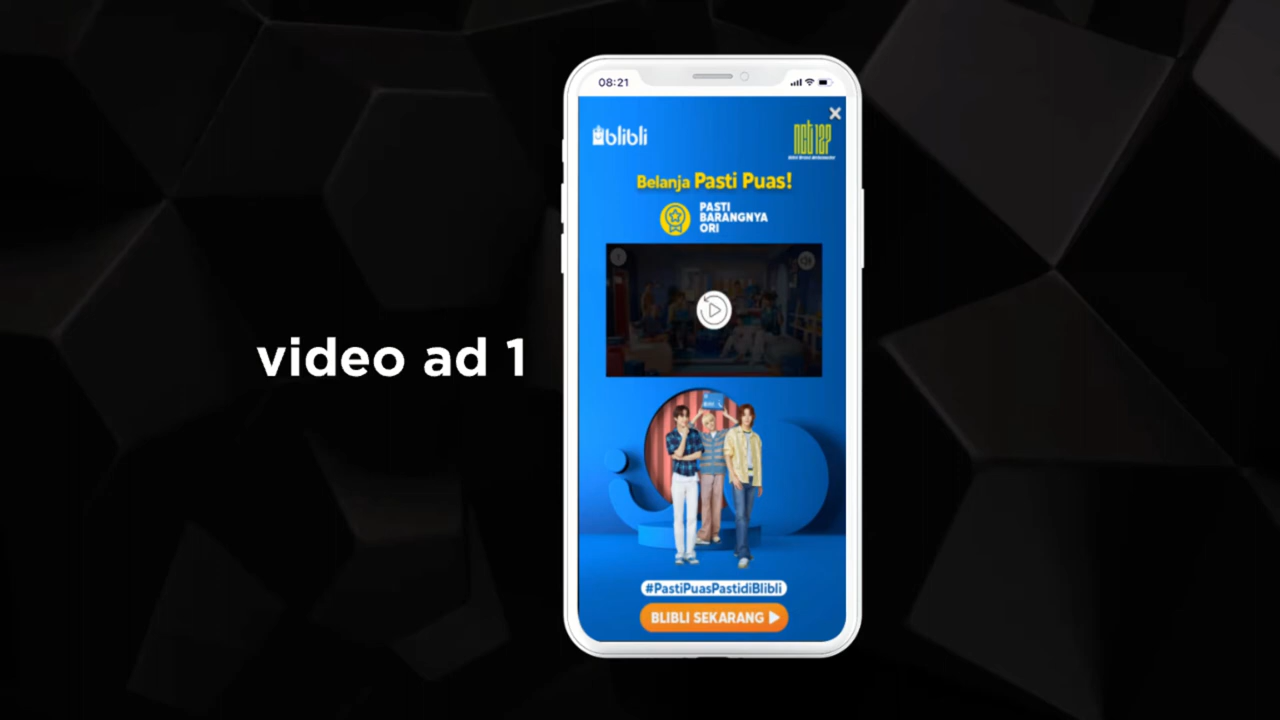 video ad 1
08:21
blibli
nct 127
Belanja Pasti Puas!
PASTI
BARANGNYA
ORI
#PastiPuasPastidiBlibli
BLIBLI SEKARANG